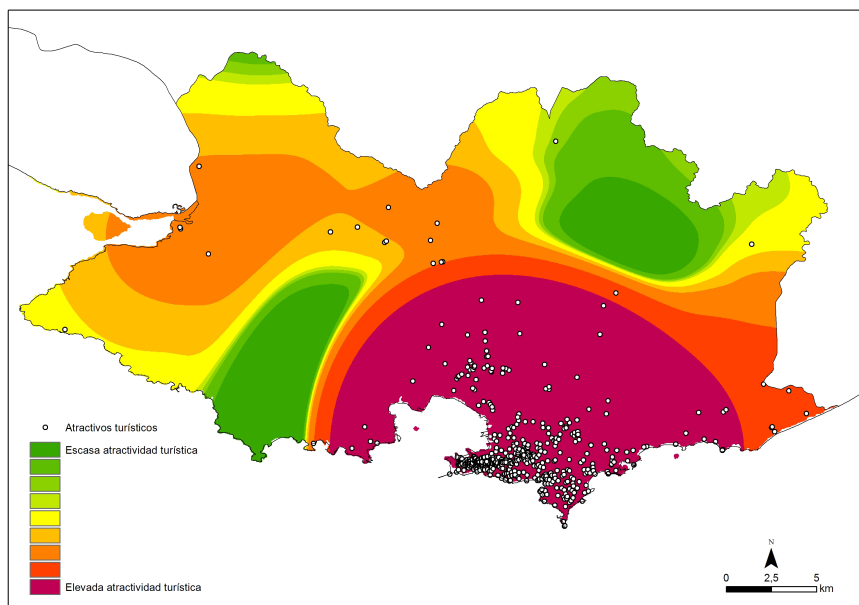 Atractivos turísticos
Escasa atractividad turística
Elevada atractividad turística
N
0 2,5 5
km